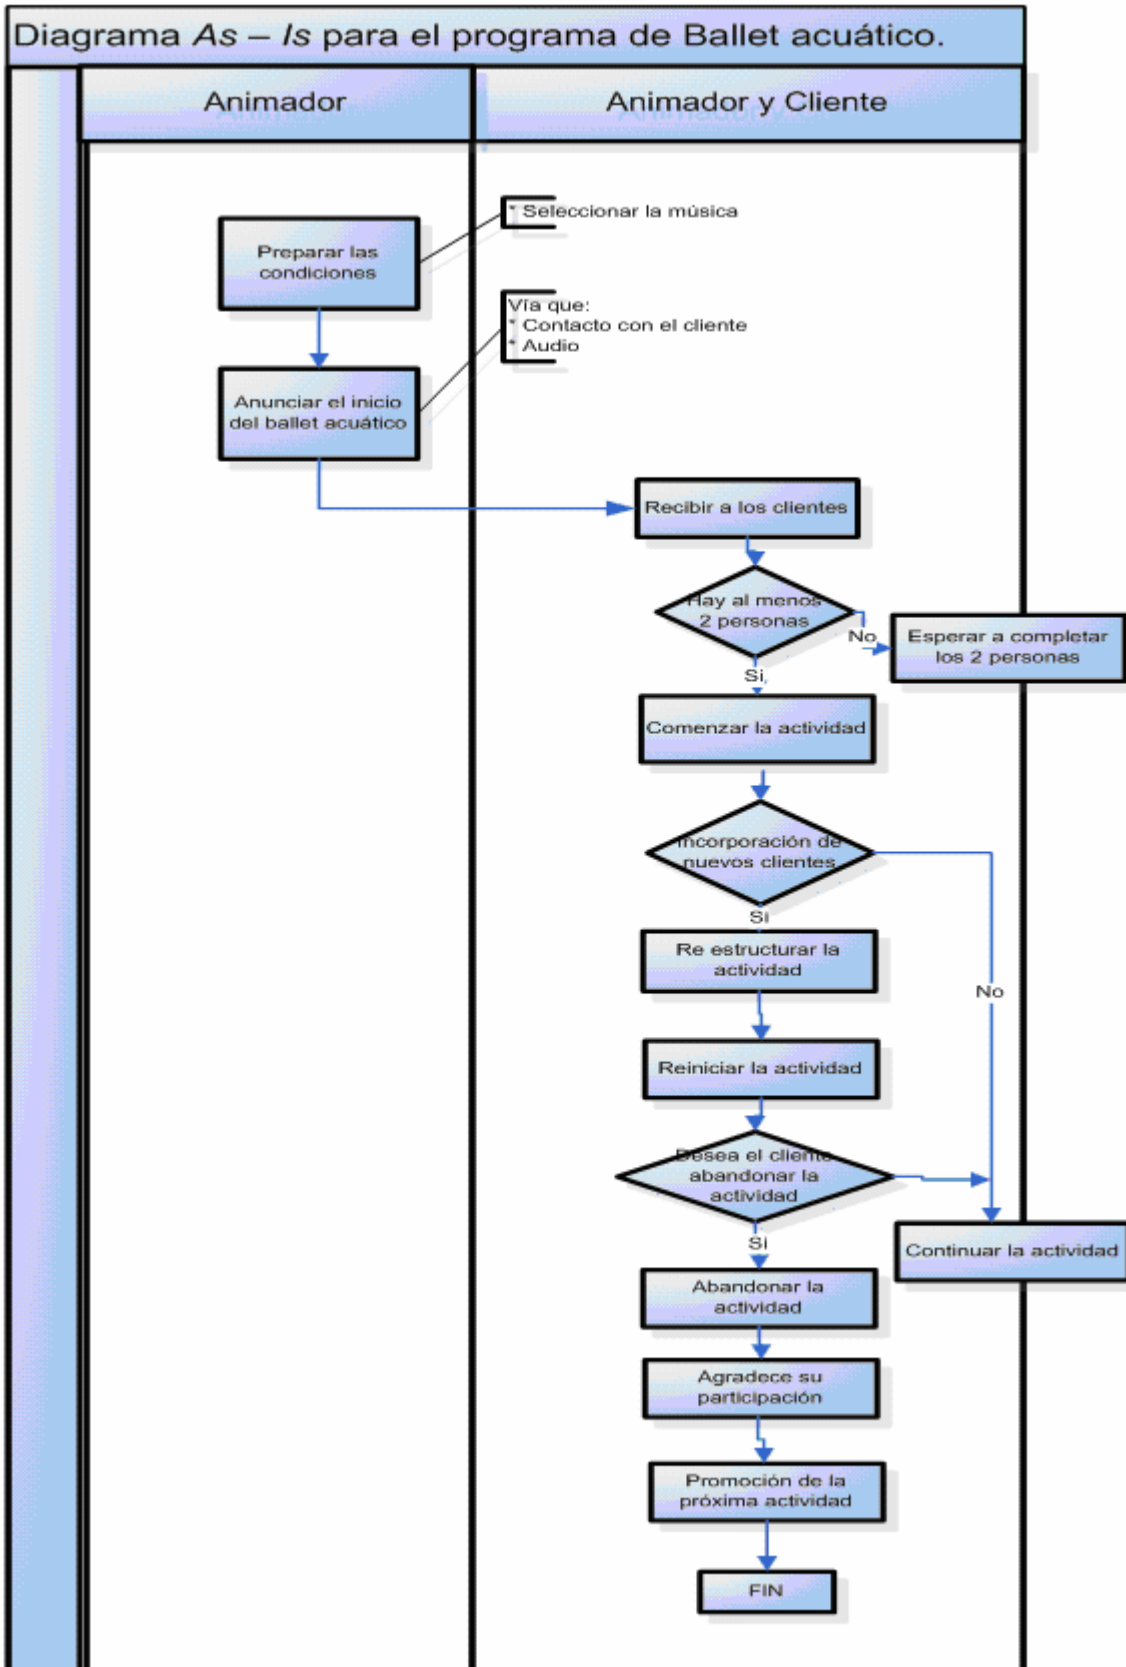 Diagrama As – Is para el programa de Ballet acuático.
Animador
Animador y Cliente
* Seleccionar la música
Preparar las
condiciones
Vía que:
* Contacto con el cliente
* Audio
Anunciar el inicio
del ballet acuático
Recibir a los clientes
Hay al menos
2 personas
No
Esperar a completar
los 2 personas
Si
Comenzar la actividad
Incorporación de
nuevos clientes
Si
Re estructurar la
actividad
No
Reiniciar la actividad
Desea el cliente
abandonar la
actividad
Si
Continuar la actividad
Abandonar la
actividad
Agradece su
participación
Promoción de la
próxima actividad
FIN